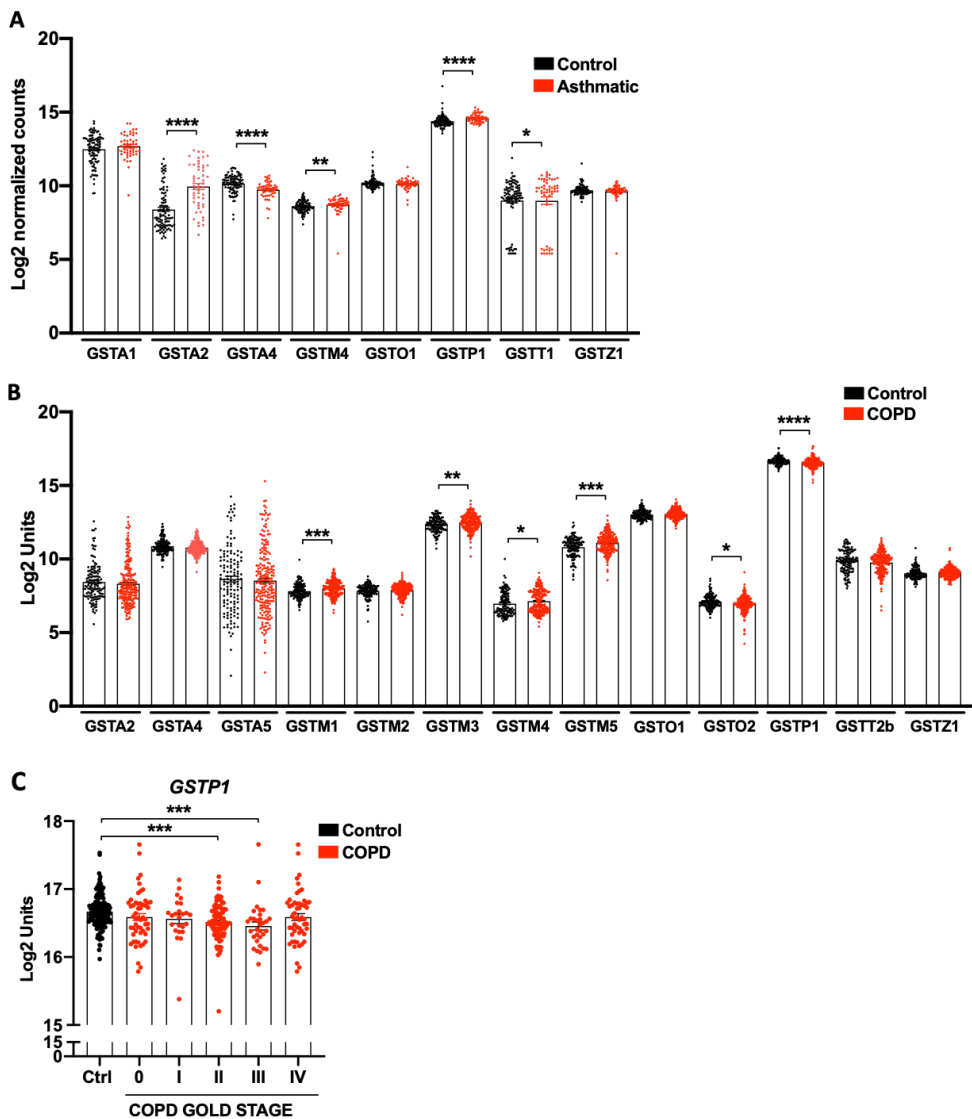 A
20
15
10
5
0
Log2 normalized counts
Control
Asthmatic
**** **** ** **** *
GSTA1 GSTA2 GSTA4 GSTM4 GSTO1 GSTP1 GSTT1 GSTZ1
B
20
15
10
5
0
Log2 Units
Control
COPD
*** ** * *** * ****
GSTA2 GSTA4 GSTA5 GSTM1 GSTM2 GSTM3 GSTM4 GSTM5 GSTO1 GSTO2 GSTP1 GSTT2b GSTZ1
C
GSTP1
18
17
16
15
15
0
Log2 Units
***
***
Control
COPD
Ctrl 0 I II III IV
COPD GOLD STAGE